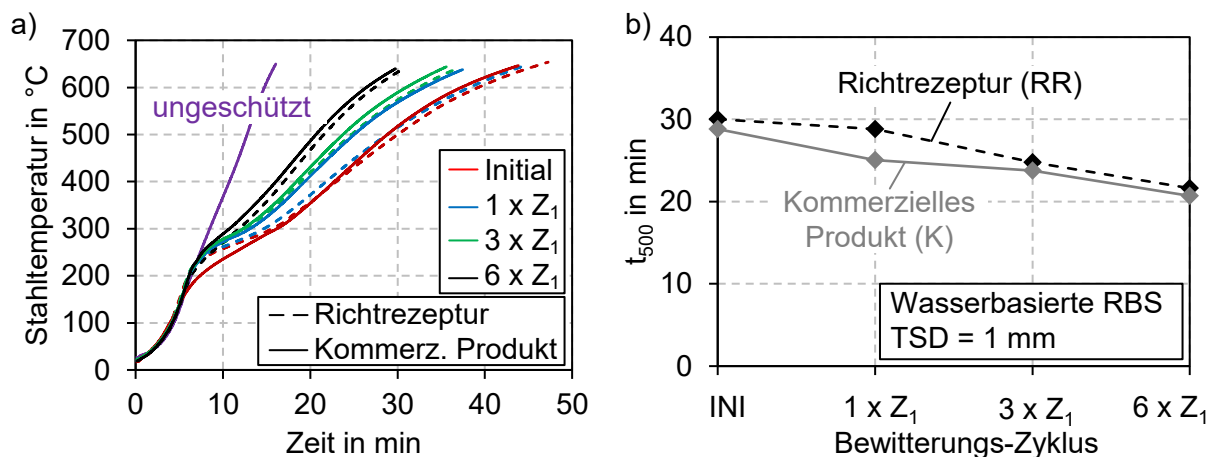 a)
700
600
500
400
300
200
100
0
Stahltemperatur in °C
ungeschützt
Initial
1 x Z₁
3 x Z₁
6 x Z₁
Richtrezeptur
Kommerz. Produkt
0
10
20
30
40
50
Zeit in min
b)
40
30
20
10
0
t₅₀₀ in min
Richtrezeptur (RR)
Kommerzielles
Produkt (K)
Wasserbasierte RBS
TSD = 1 mm
INI
1 x Z₁
3 x Z₁
6 x Z₁
Bewitterungs-Zyklus